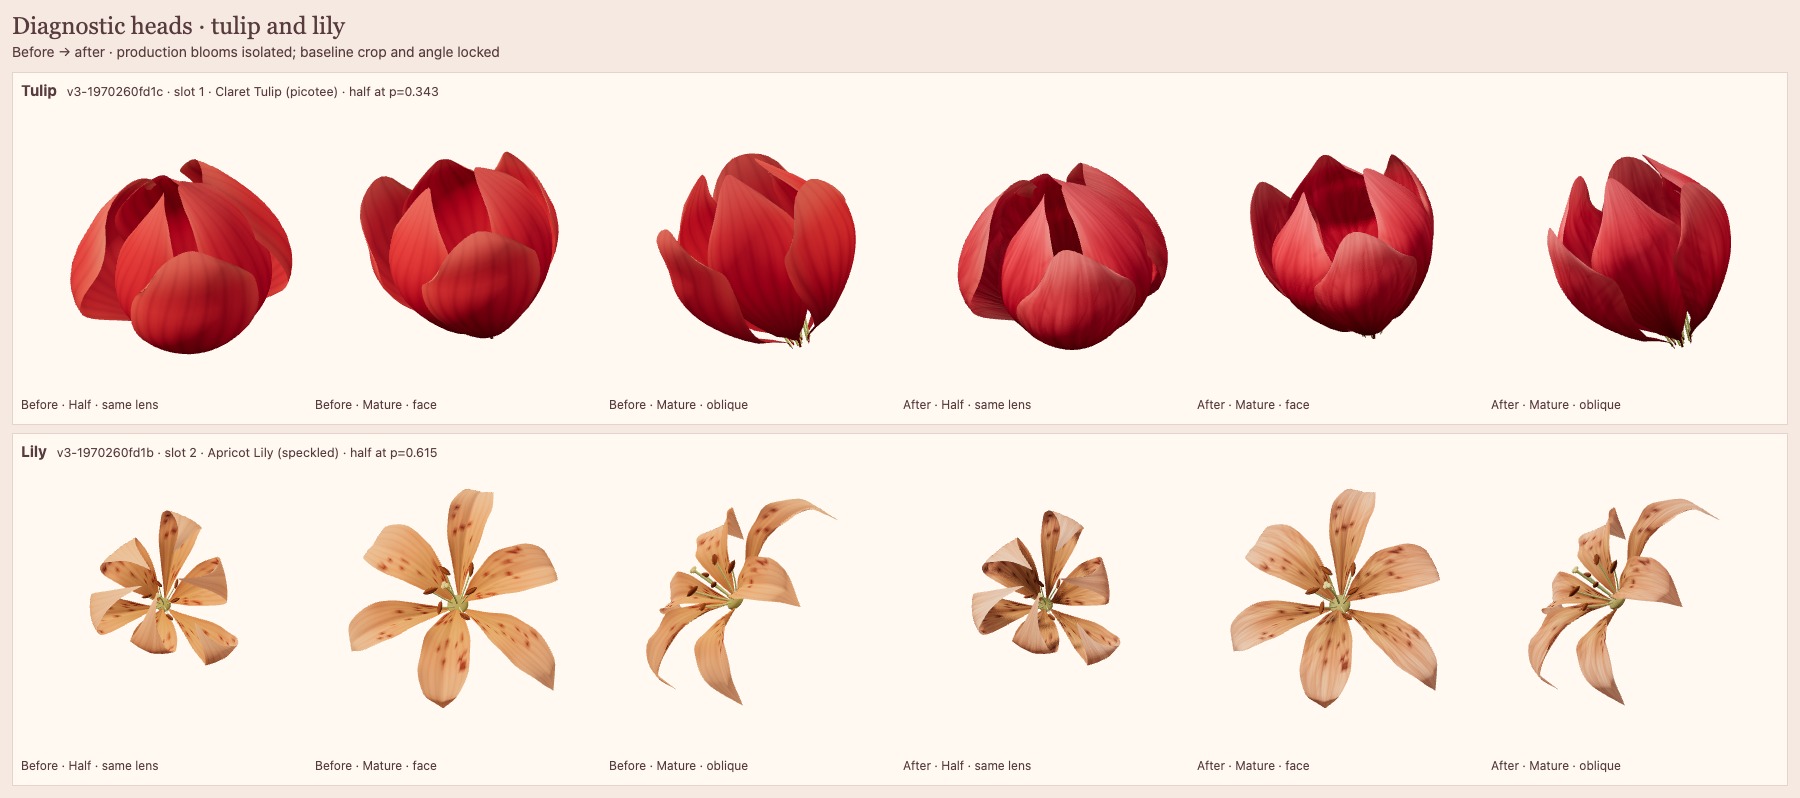 Diagnostic heads · tulip and lily
Before → after · production blooms isolated; baseline crop and angle locked
Tulip v3-1970260fd1c · slot 1 · Claret Tulip (picotee) · half at p=0.343
Before · Half · same lens
Before · Mature · face
Before · Mature · oblique
After · Half · same lens
After · Mature · face
After · Mature · oblique
Lily v3-1970260fd1b · slot 2 · Apricot Lily (speckled) · half at p=0.615
Before · Half · same lens
Before · Mature · face
Before · Mature · oblique
After · Half · same lens
After · Mature · face
After · Mature · oblique